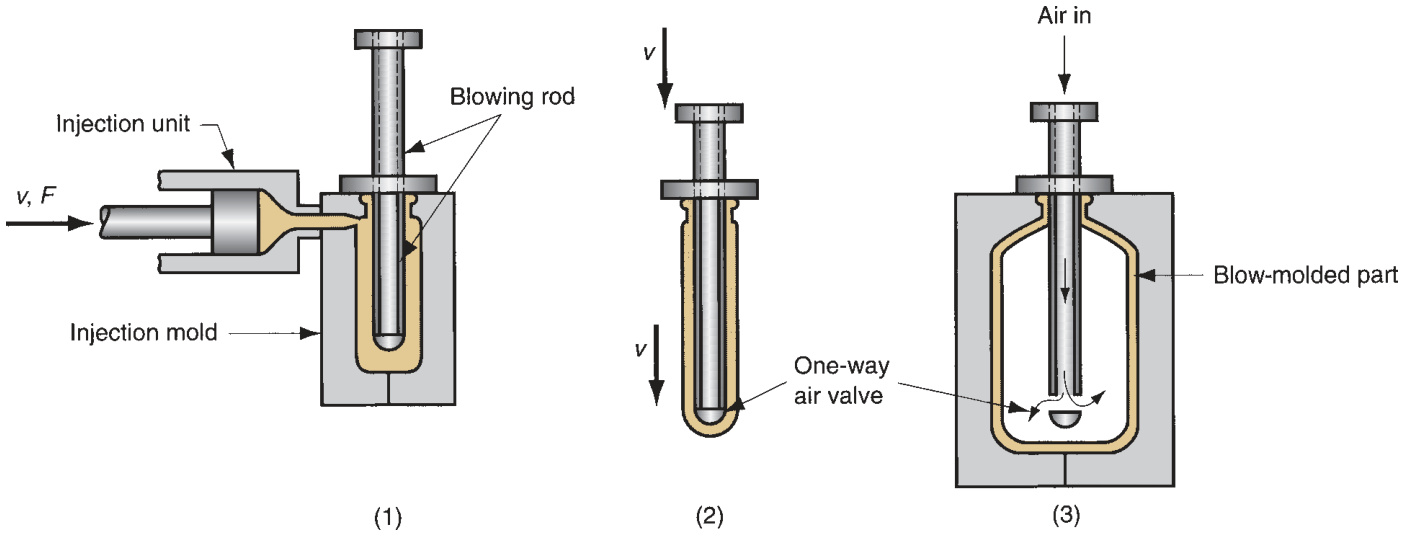 Air in
v
Blowing rod
Injection unit
v, F
Blow-molded part
Injection mold
v
One-way
air valve
(1)
(2)
(3)